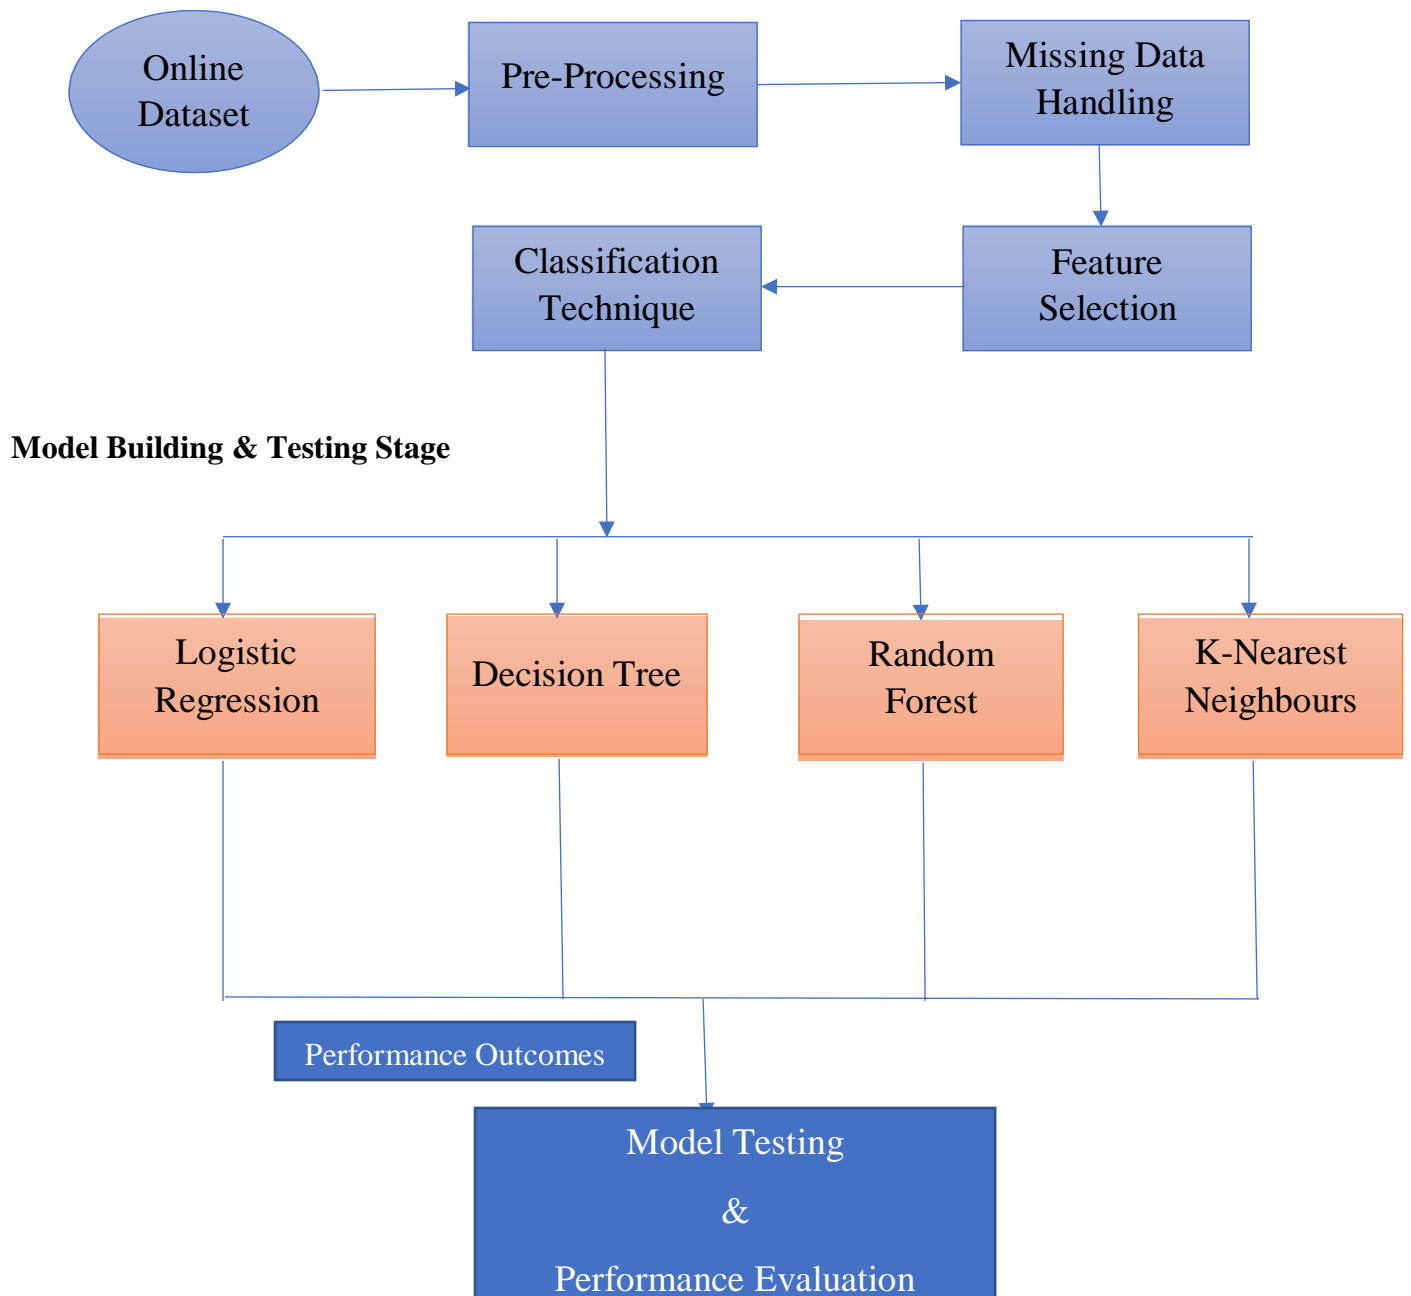 Online
Dataset
Pre-Processing
Missing Data
Handling
Classification
Technique
Feature
Selection
Model Building & Testing Stage
Logistic
Regression
Decision Tree
Random
Forest
K-Nearest
Neighbours
Performance Outcomes
Model Testing
&
Performance Evaluation